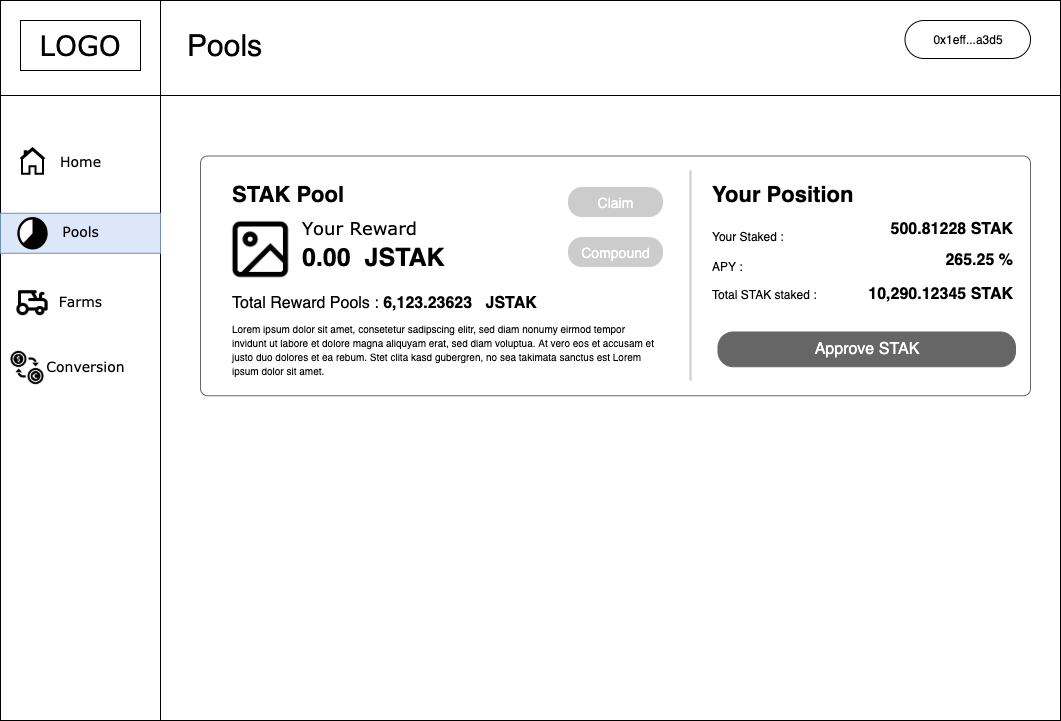 LOGO
Pools
0x1eff...a3d5
Home
Pools
Farms
Conversion
STAK Pool
Claim
Your Reward
0.00 JSTAK
Compound
Total Reward Pools : 6,123.23623 JSTAK
Lorem ipsum dolor sit amet, consetetur sadipscing elitr, sed diam nonumy eirmod tempor
invidunt ut labore et dolore magna aliquyam erat, sed diam voluptua. At vero eos et accusam et
justo duo dolores et ea rebum. Stet clita kasd gubergren, no sea takimata sanctus est Lorem
ipsum dolor sit amet.
Your Position
Your Staked : 500.81228 STAK
APY : 265.25 %
Total STAK staked : 10,290.12345 STAK
Approve STAK